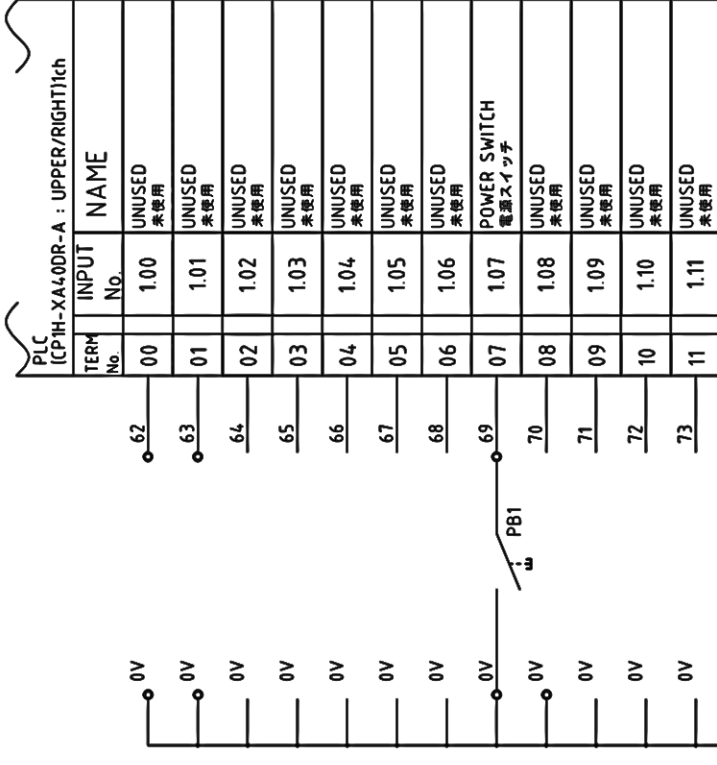 PLC
(CP1H-XA40DR-A : UPPER/RIGHT)1ch
TERM No. INPUT No. NAME
0V 62 00 1.00 UNUSED
未使用
0V 63 01 1.01 UNUSED
未使用
0V 64 02 1.02 UNUSED
未使用
0V 65 03 1.03 UNUSED
未使用
0V 66 04 1.04 UNUSED
未使用
0V 67 05 1.05 UNUSED
未使用
0V 68 06 1.06 UNUSED
未使用
0V PB1 69 07 1.07 POWER SWITCH
電源スイッチ
0V 70 08 1.08 UNUSED
未使用
0V 71 09 1.09 UNUSED
未使用
0V 72 10 1.10 UNUSED
未使用
0V 73 11 1.11 UNUSED
未使用